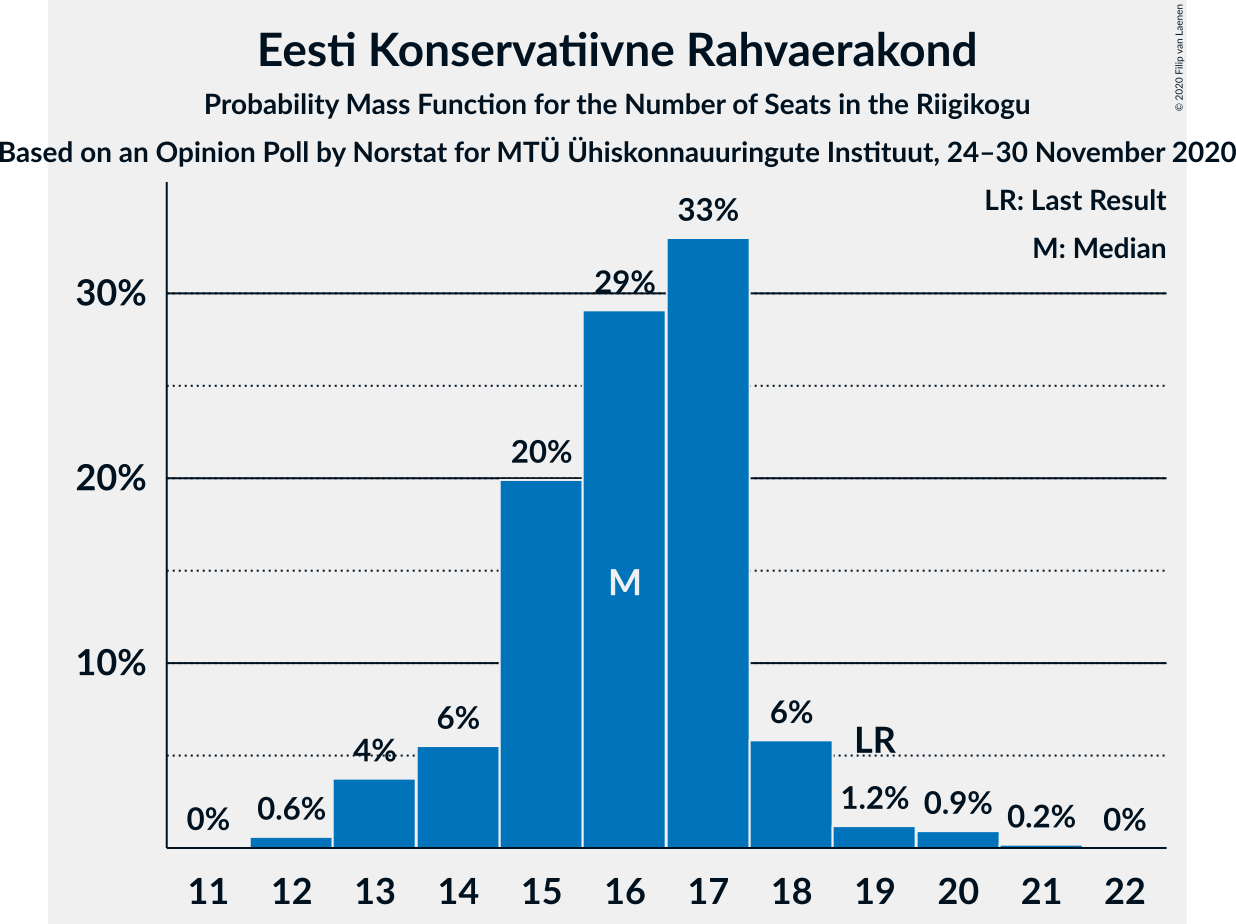 Eesti Konservatiivne Rahvaerakond
Probability Mass Function for the Number of Seats in the Riigikogu
Based on an Opinion Poll by Norstat for MTÜ Ühiskonnauuringute Instituut, 24–30 November 2020
© 2020 Filip van Laenen
LR: Last Result
M: Median
33%
29%
30%
20%
20%
M
10%
6%
6%
4%
LR
0%
0.6%
1.2%
0.9%
0.2%
0%
11 12 13 14 15 16 17 18 19 20 21 22